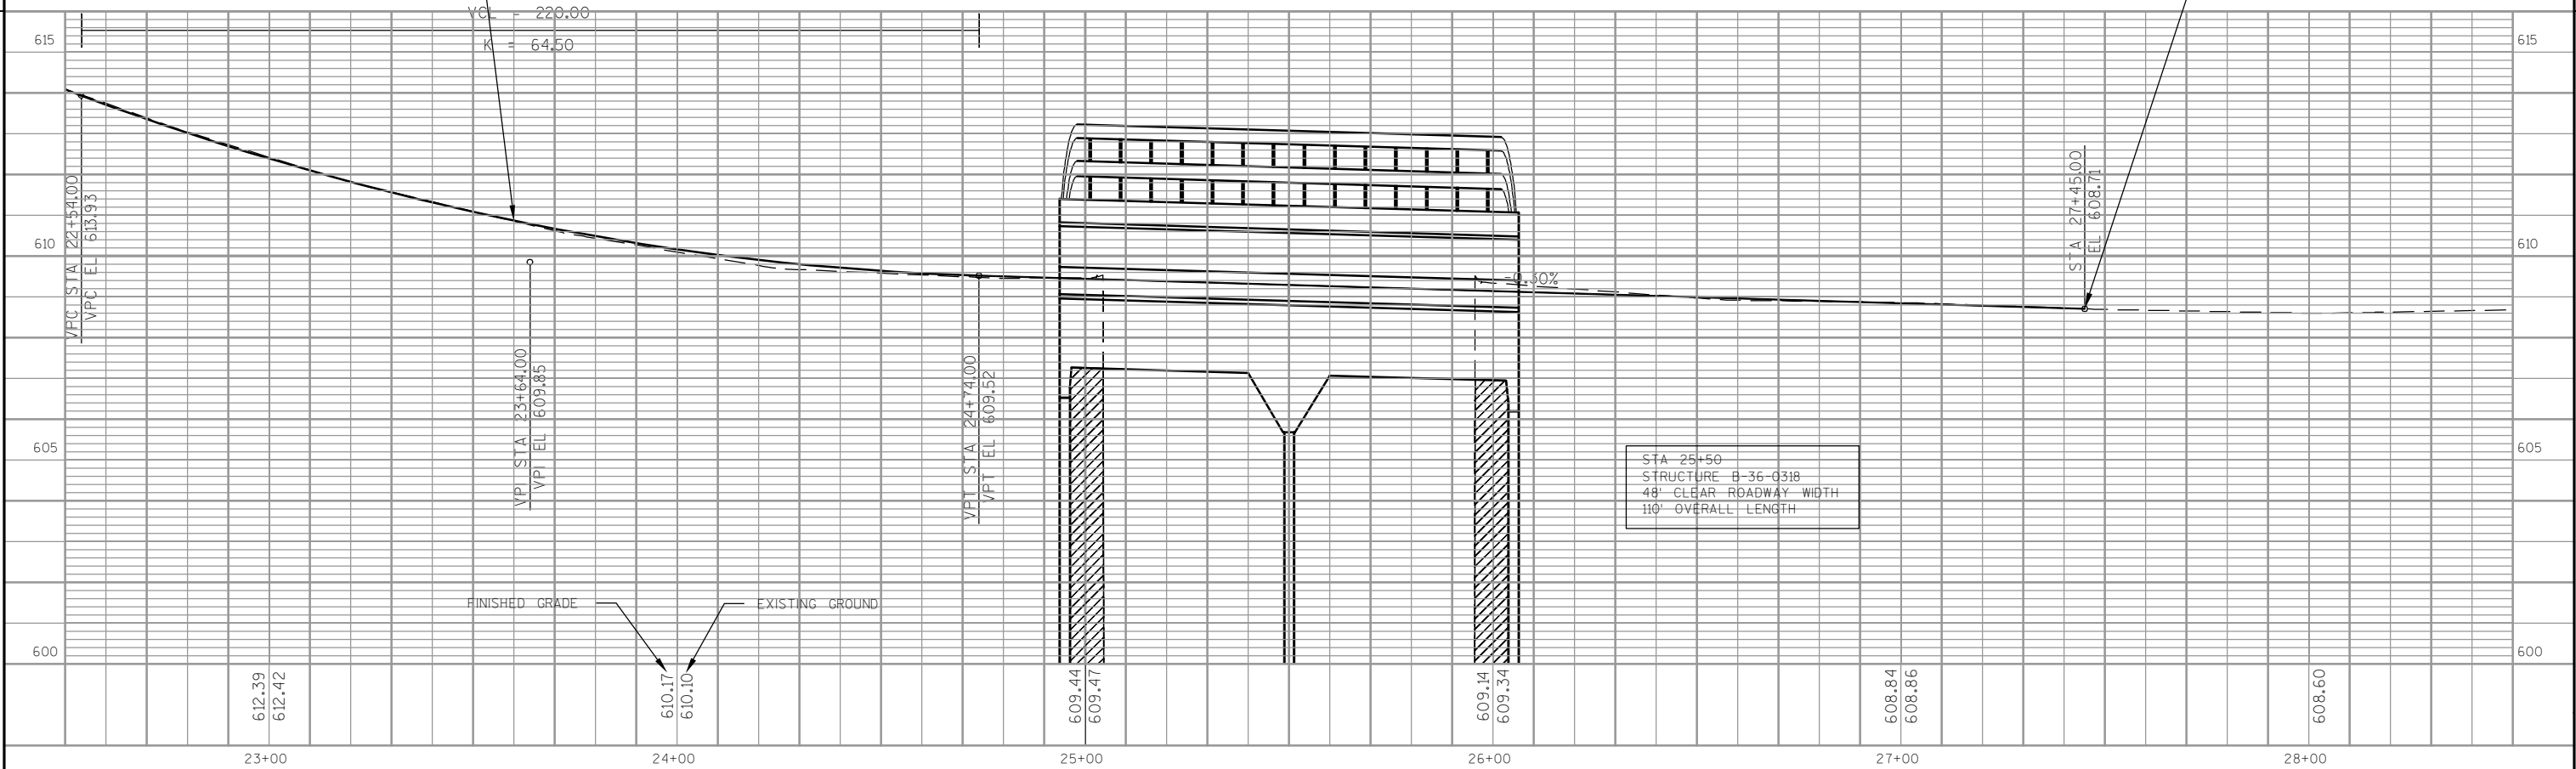 VCL = 220.00
K = 64.50
615
615
610
610
605
605
600
600
VPC STA 22+54.00
VPC EL 613.93
VPI STA 23+64.00
VPI EL 609.85
VPT STA 24+74.00
VPT EL 609.52
-0.30%
STA 27+45.00
EL 608.71
STA 25+50
STRUCTURE B-36-0318
48' CLEAR ROADWAY WIDTH
110' OVERALL LENGTH
FINISHED GRADE
EXISTING GROUND
612.39
612.42
610.17
610.10
609.44
609.47
609.14
609.34
608.84
608.86
608.60
23+00
24+00
25+00
26+00
27+00
28+00